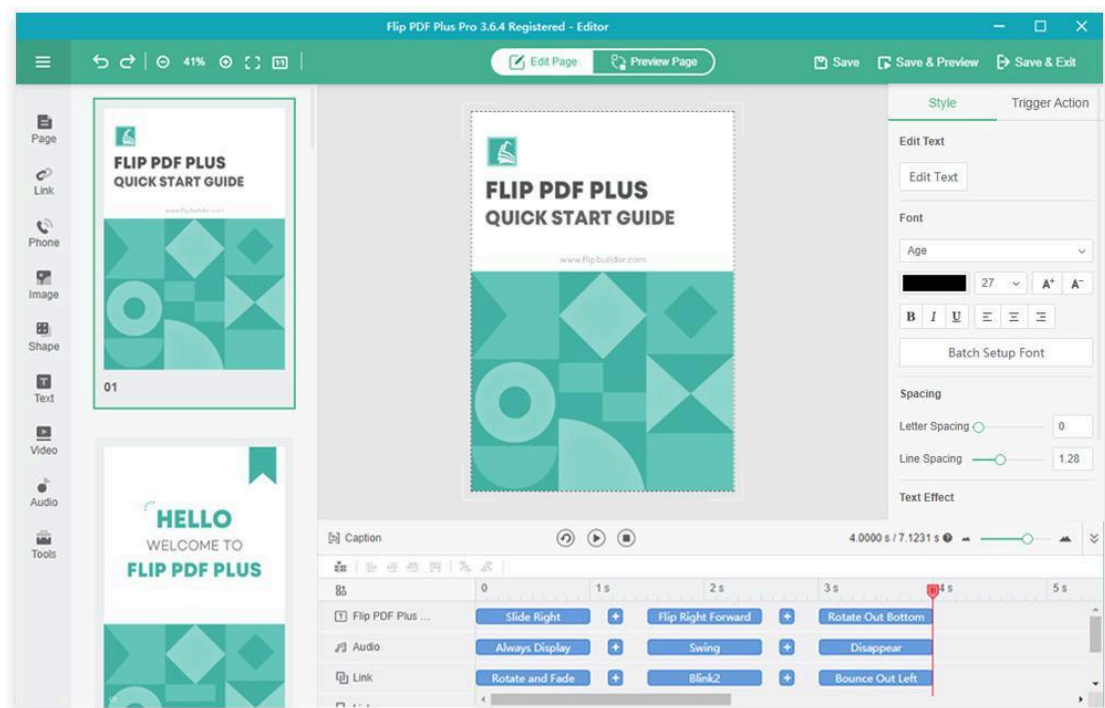 Flip PDF Plus Pro 3.6.4 Registered - Editor
41% 1:1
Edit Page Preview Page
Save Save & Preview Save & Exit
Page
Link
Phone
Image
Shape
Text
Video
Audio
Tools
FLIP PDF PLUS
QUICK START GUIDE
www.flipbuilder.com
01
HELLO
WELCOME TO
FLIP PDF PLUS
FLIP PDF PLUS
QUICK START GUIDE
www.flipbuilder.com
Style Trigger Action
Edit Text
Edit Text
Font
Age
27 A+ A-
B I U
Batch Setup Font
Spacing
Letter Spacing 0
Line Spacing 1.28
Text Effect
Caption 4.0000 s / 7.1231 s
0 1 s 2 s 3 s 4 s 5 s
Flip PDF Plus ... Slide Right + Flip Right Forward + Rotate Out Bottom
Audio Always Display + Swing + Disappear
Link Rotate and Fade + Blink2 + Bounce Out Left